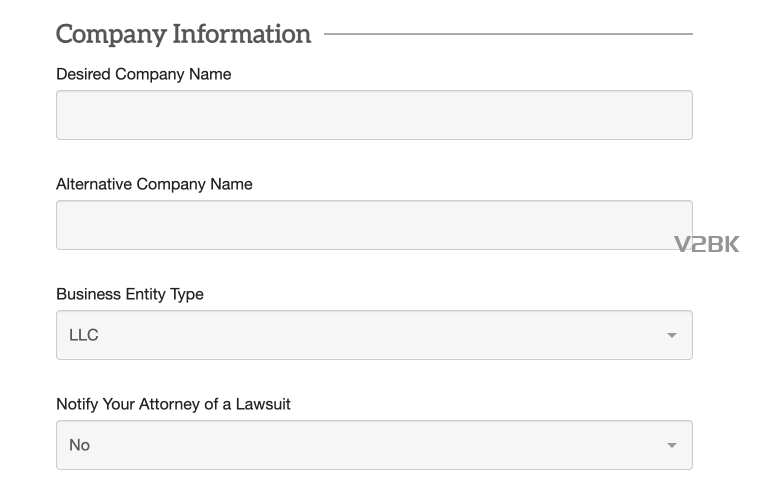 Company Information
Desired Company Name
Alternative Company Name
V2BK
Business Entity Type
LLC
Notify Your Attorney of a Lawsuit
No